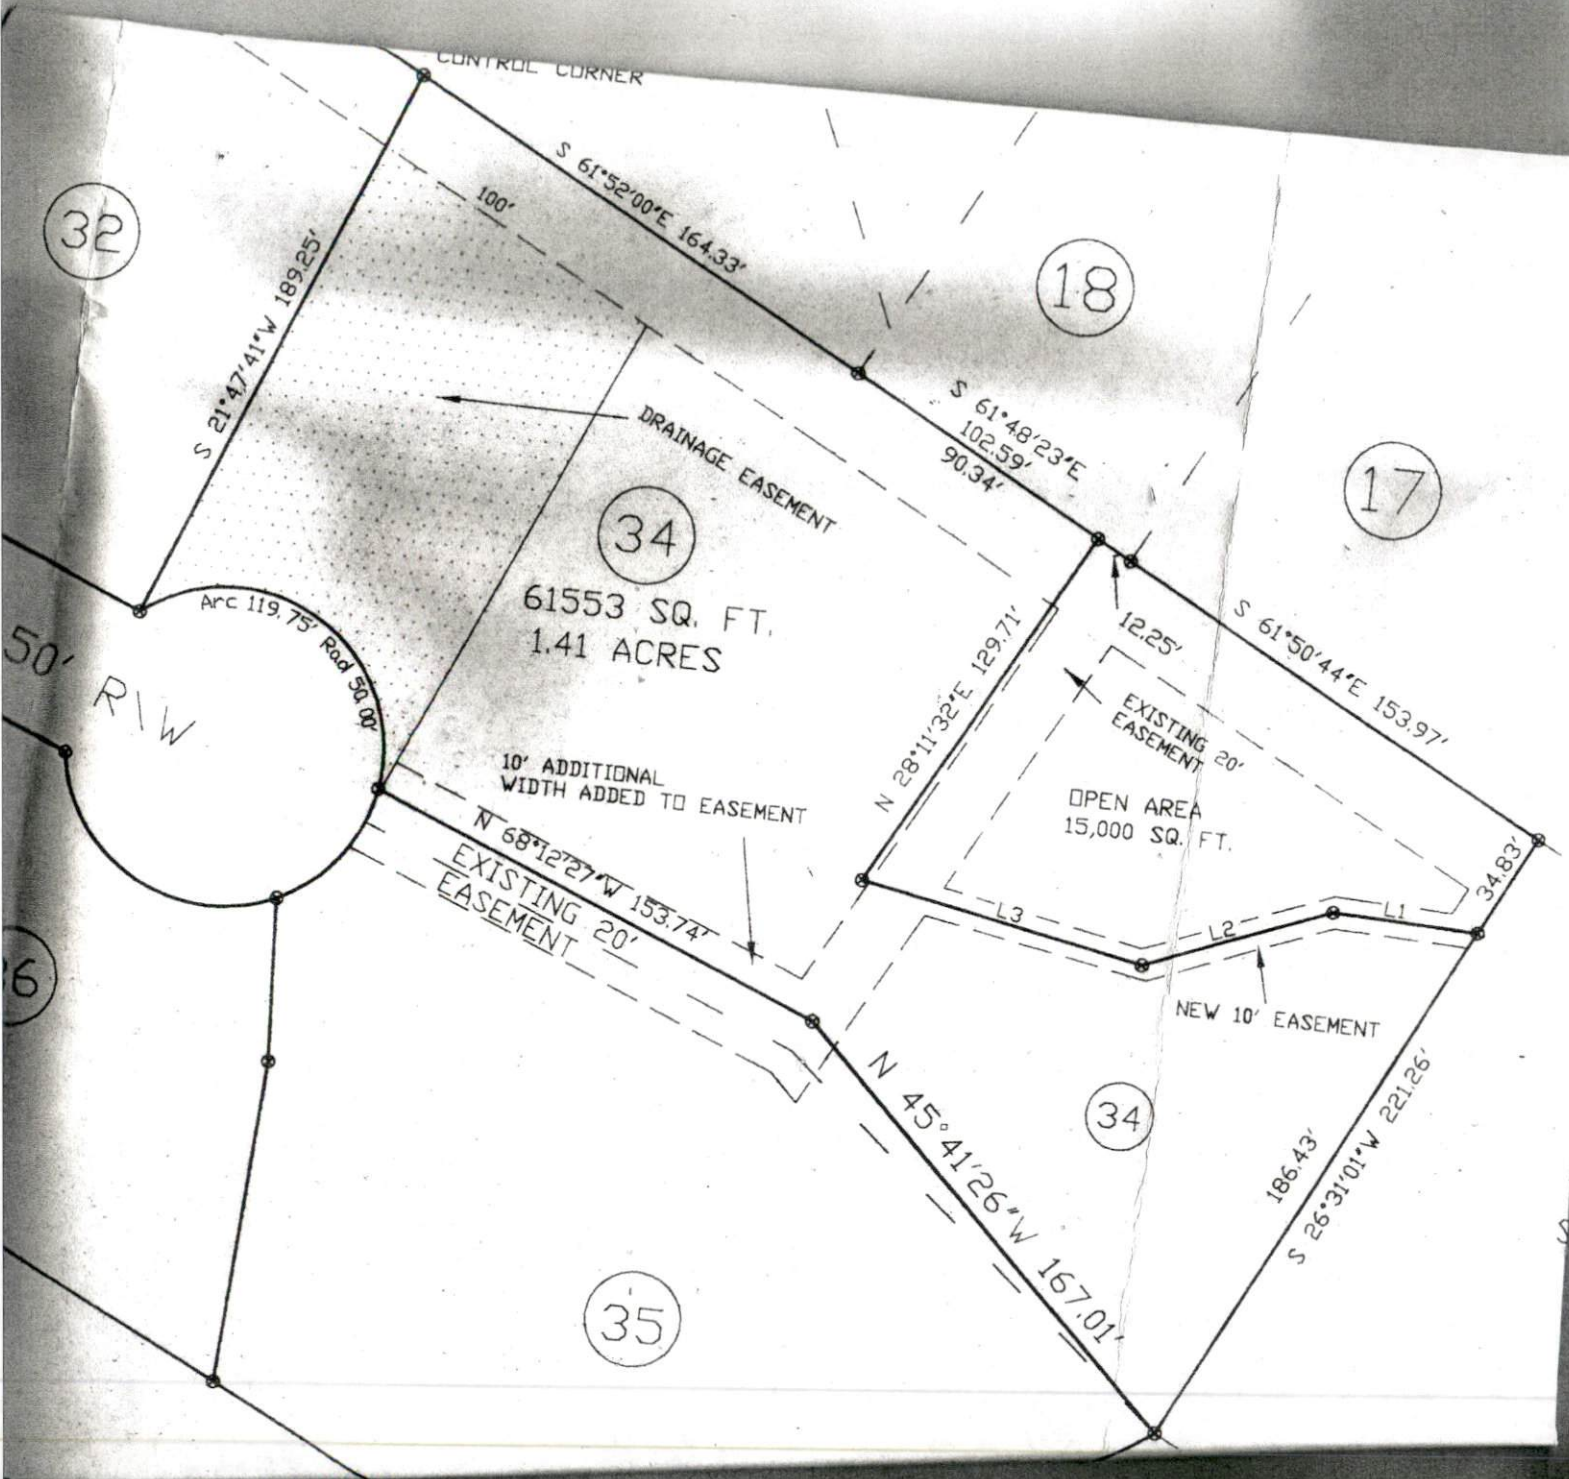 CONTROL CORNER
S 61°52'00"E 164.33'
100'
32
S 21°47'41"W 189.25'
18
S 61°48'23"E
102.59'
90.34'
17
DRAINAGE EASEMENT
34
61553 SQ. FT.
1.41 ACRES
Arc 119.75' Rad 50.00'
50' R\W
N 28°11'32"E 129.71'
12.25'
S 61°50'44"E 153.97'
EXISTING 20'
EASEMENT
10' ADDITIONAL
WIDTH ADDED TO EASEMENT
OPEN AREA
15,000 SQ. FT.
34.83'
N 68°12'27"W 153.74'
EXISTING 20'
EASEMENT
L3
L2
L1
NEW 10' EASEMENT
6
34
N 45°41'26"W 167.01'
186.43'
S 26°31'01"W 221.26'
35